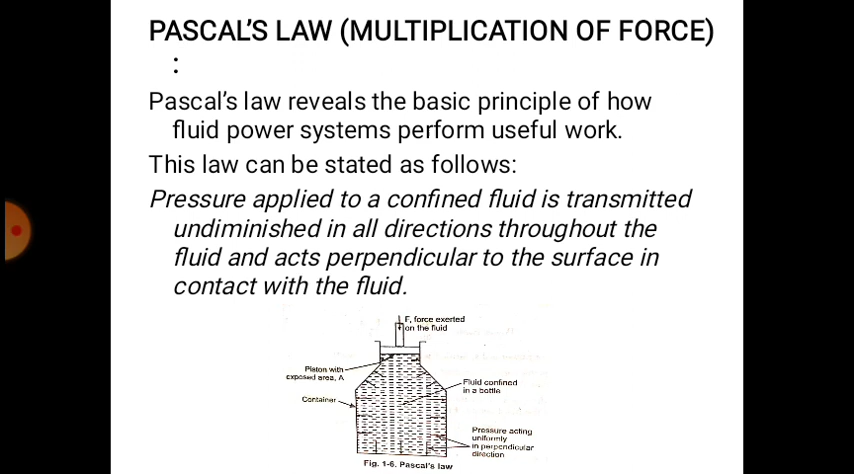 PASCAL'S LAW (MULTIPLICATION OF FORCE)
:
Pascal's law reveals the basic principle of how
fluid power systems perform useful work.
This law can be stated as follows:
Pressure applied to a confined fluid is transmitted
undiminished in all directions throughout the
fluid and acts perpendicular to the surface in
contact with the fluid.
F, force exerted
on the fluid
Piston with
exposed area, A
Container
Fluid confined
in a bottle
Pressure acting
uniformly
in perpendicular
direction
Fig. 1-6. Pascal's law